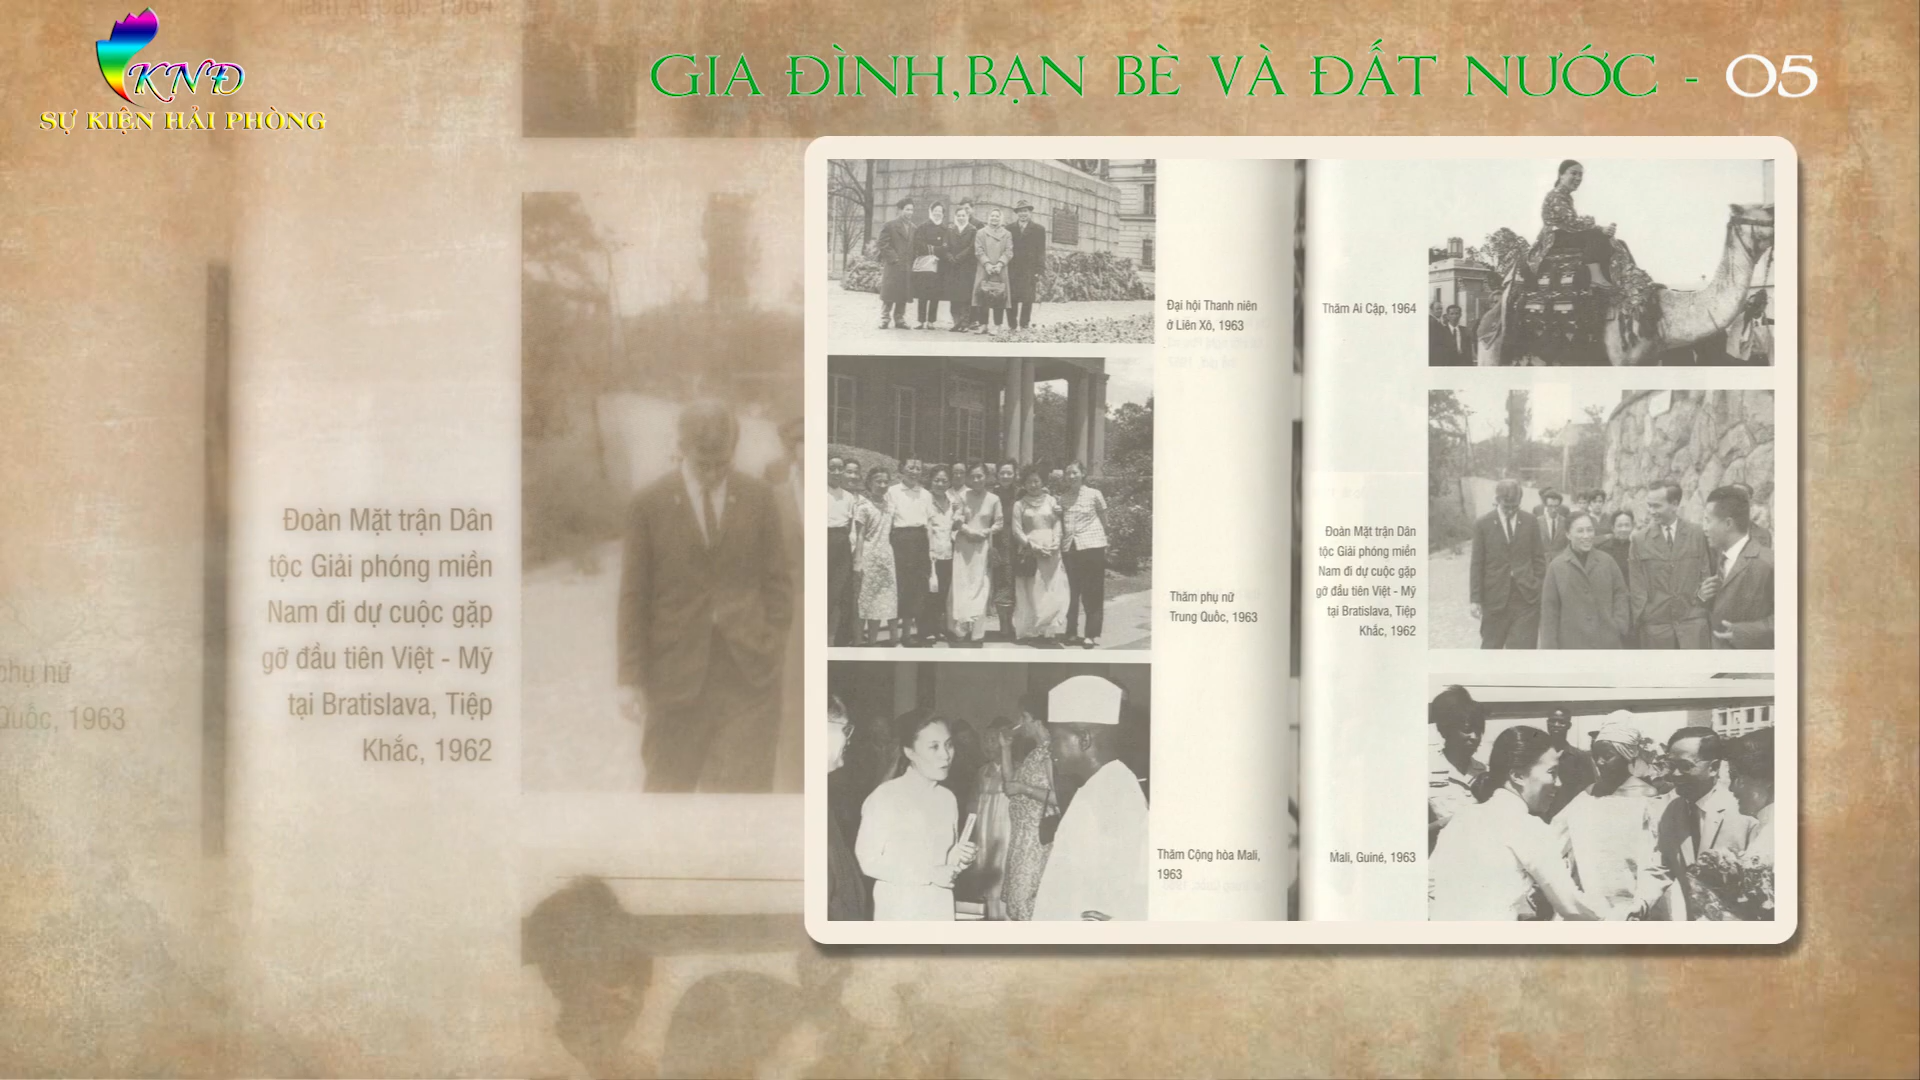 Thăm Ai Cập, 1964
KNĐ
SỰ KIỆN HẢI PHÒNG
GIA ĐÌNH,BẠN BÈ VÀ ĐẤT NƯỚC - 05
Đoàn Mặt trận Dân
tộc Giải phóng miền
Nam đi dự cuộc gặp
gỡ đầu tiên Việt - Mỹ
tại Bratislava, Tiệp
Khắc, 1962
phụ nữ
Quốc, 1963
Đại hội Thanh niên
ở Liên Xô, 1963
Thăm phụ nữ
Trung Quốc, 1963
Thăm Cộng hòa Mali,
1963
Thăm Ai Cập, 1964
Đoàn Mặt trận Dân
tộc Giải phóng miền
Nam đi dự cuộc gặp
gỡ đầu tiên Việt - Mỹ
tại Bratislava, Tiệp
Khắc, 1962
Mali, Guiné, 1963